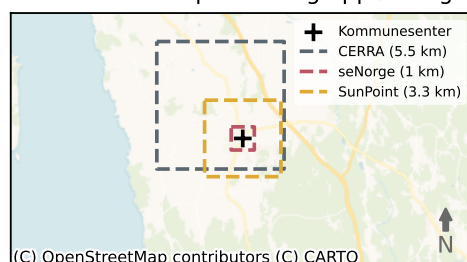 Kommunesenter
CERRA (5.5 km)
seNorge (1 km)
SunPoint (3.3 km)
N
(C) OpenStreetMap contributors (C) CARTO